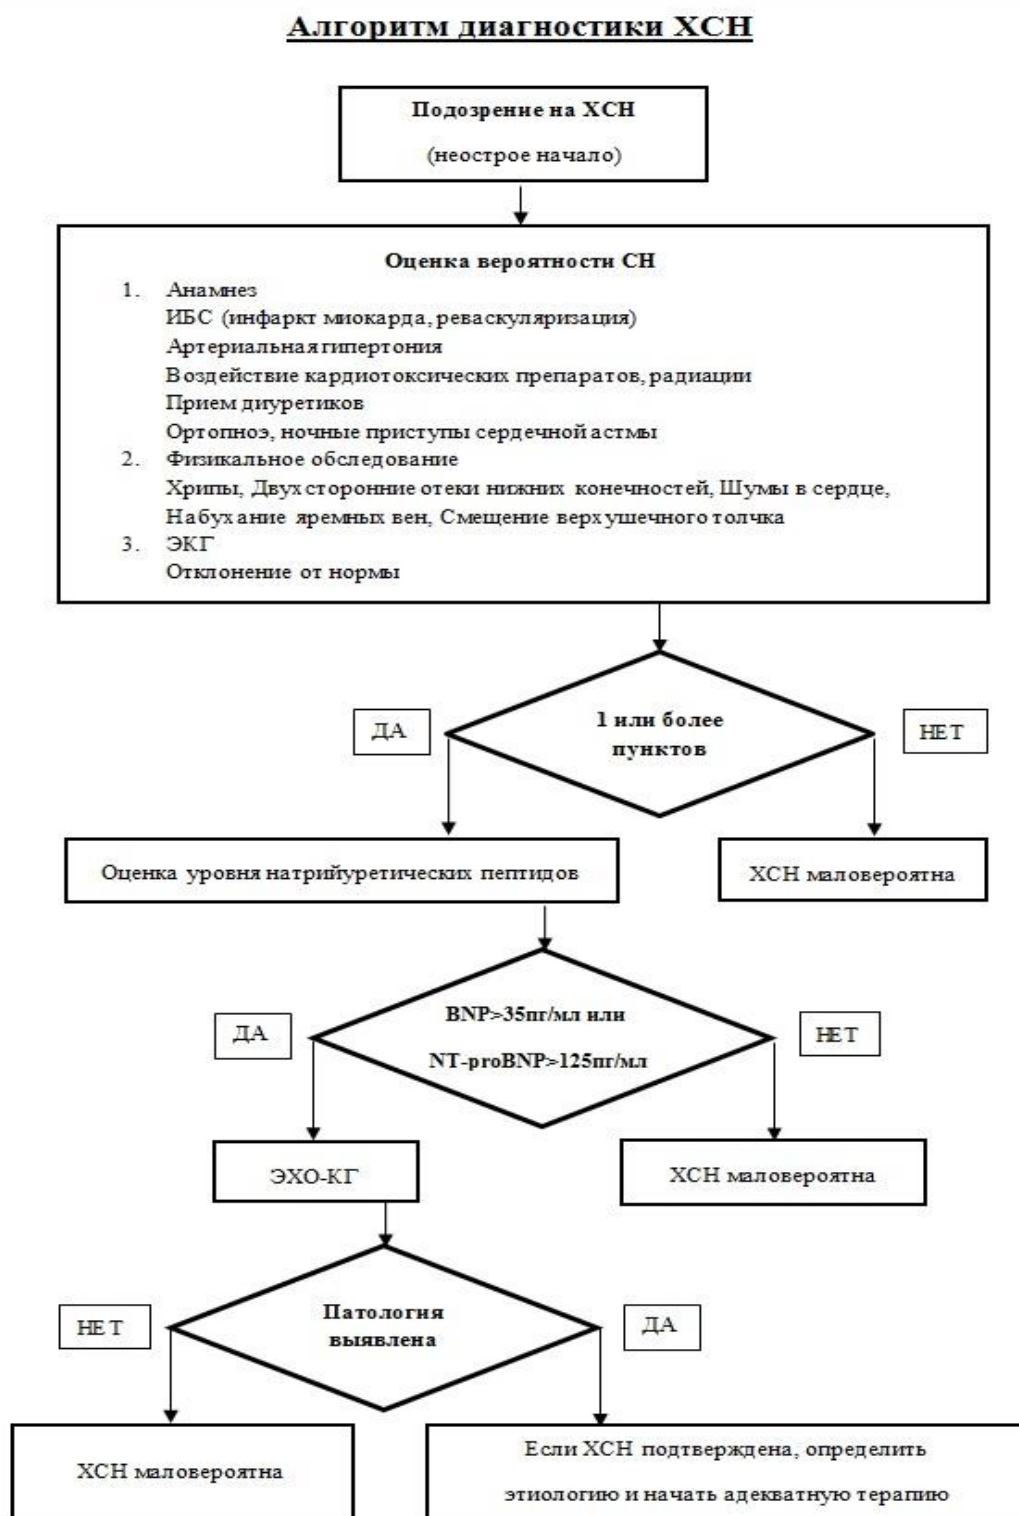 Алгоритм диагностики ХСН
Подозрение на ХСН
(неострое начало)
Оценка вероятности СН
1. Анамнез
ИБС (инфаркт миокарда, реваскуляризация)
Артериальная гипертония
Воздействие кардиотоксических препаратов, радиации
Прием диуретиков
Ортопноэ, ночные приступы сердечной астмы
2. Физикальное обследование
Хрипы, Двухсторонние отеки нижних конечностей, Шумы в сердце,
Набухание яремных вен, Смещение верхушечного толчка
3. ЭКГ
Отклонение от нормы
1 или более
пунктов
ДА
НЕТ
Оценка уровня натрийуретических пептидов
ХСН маловероятна
BNP>35пг/мл или
NT-proBNP>125пг/мл
ДА
НЕТ
ЭХО-КГ
ХСН маловероятна
Патология
выявлена
НЕТ
ДА
ХСН маловероятна
Если ХСН подтверждена, определить
этиологию и начать адекватную терапию